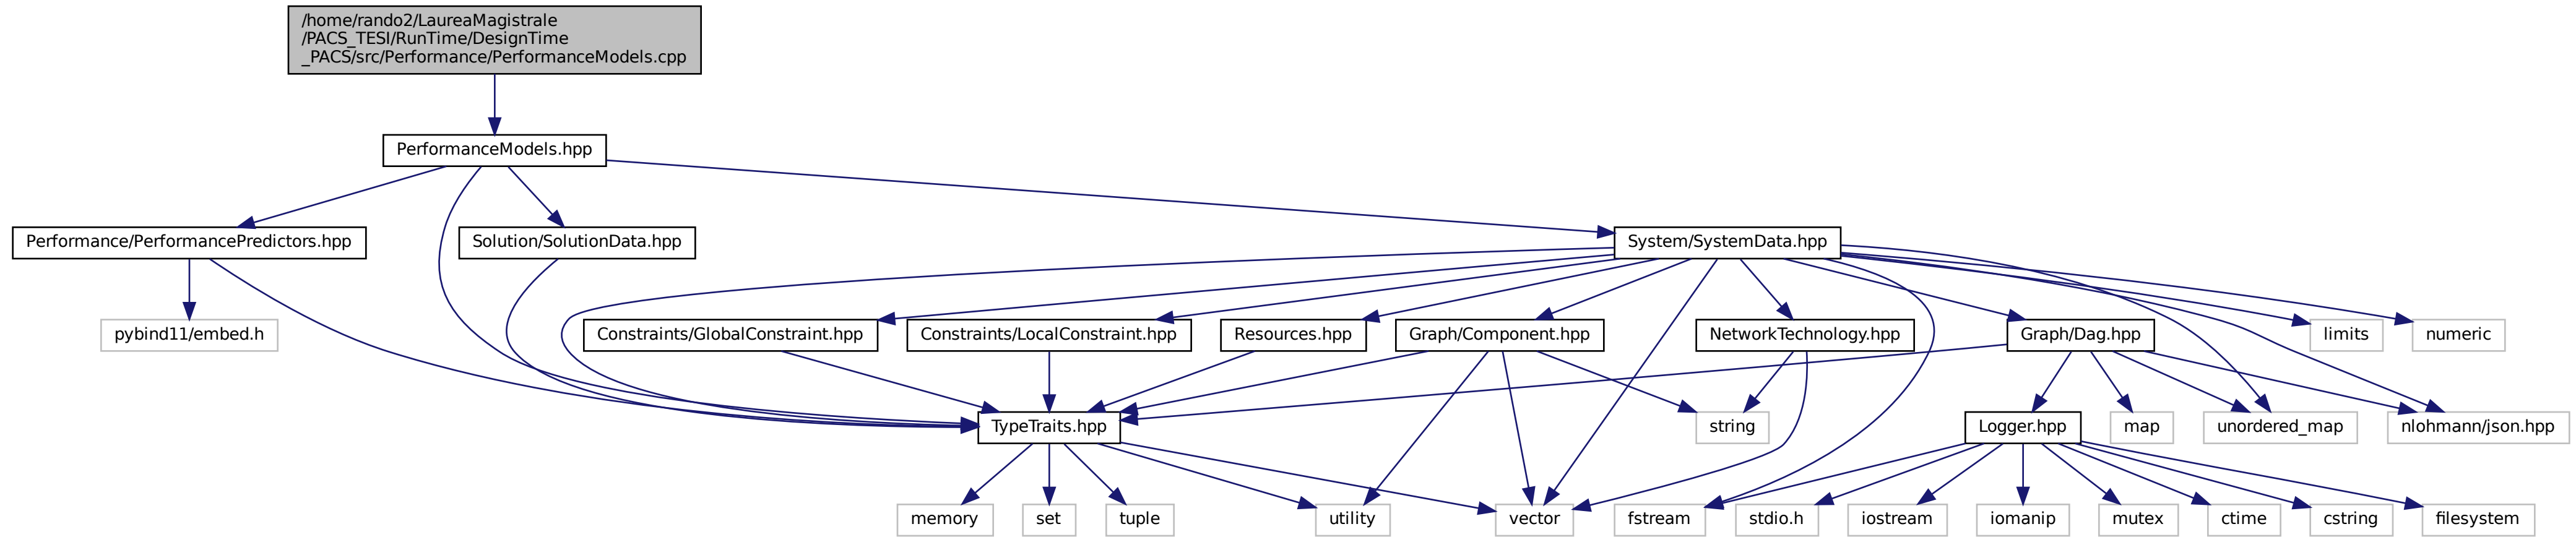 /home/rando2/LaureaMagistrale
/PACS_TESI/RunTime/DesignTime
_PACS/src/Performance/PerformanceModels.cpp
PerformanceModels.hpp
Performance/PerformancePredictors.hpp
Solution/SolutionData.hpp
System/SystemData.hpp
pybind11/embed.h
Constraints/GlobalConstraint.hpp
Constraints/LocalConstraint.hpp
Resources.hpp
Graph/Component.hpp
NetworkTechnology.hpp
Graph/Dag.hpp
limits
numeric
TypeTraits.hpp
string
Logger.hpp
map
unordered_map
nlohmann/json.hpp
memory
set
tuple
utility
vector
fstream
stdio.h
iostream
iomanip
mutex
ctime
cstring
filesystem